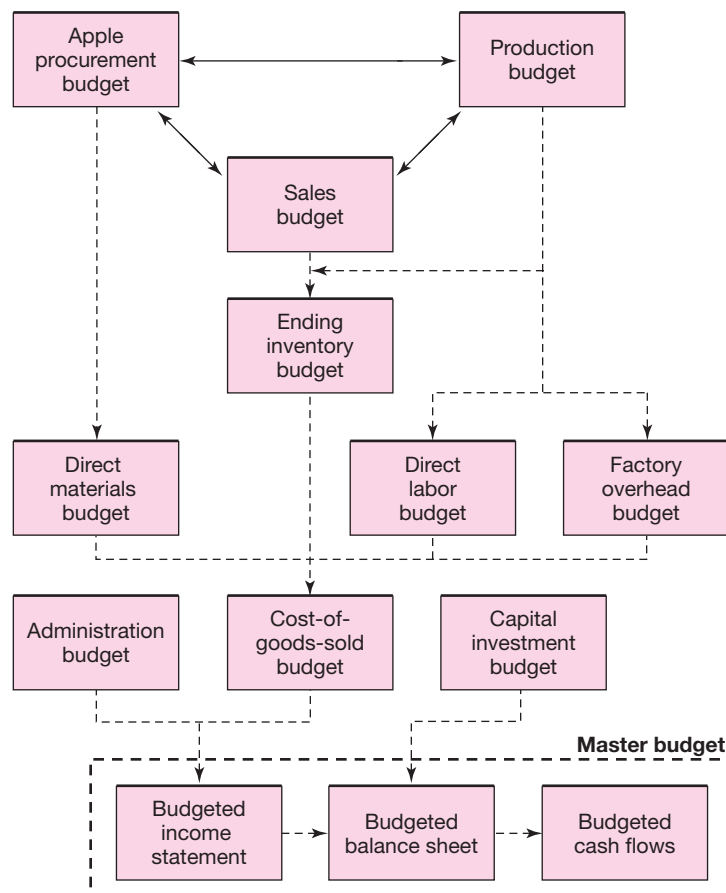 Apple
procurement
budget
Production
budget
Sales
budget
Ending
inventory
budget
Direct
materials
budget
Direct
labor
budget
Factory
overhead
budget
Administration
budget
Cost-of-
goods-sold
budget
Capital
investment
budget
Master budget
Budgeted
income
statement
Budgeted
balance sheet
Budgeted
cash flows